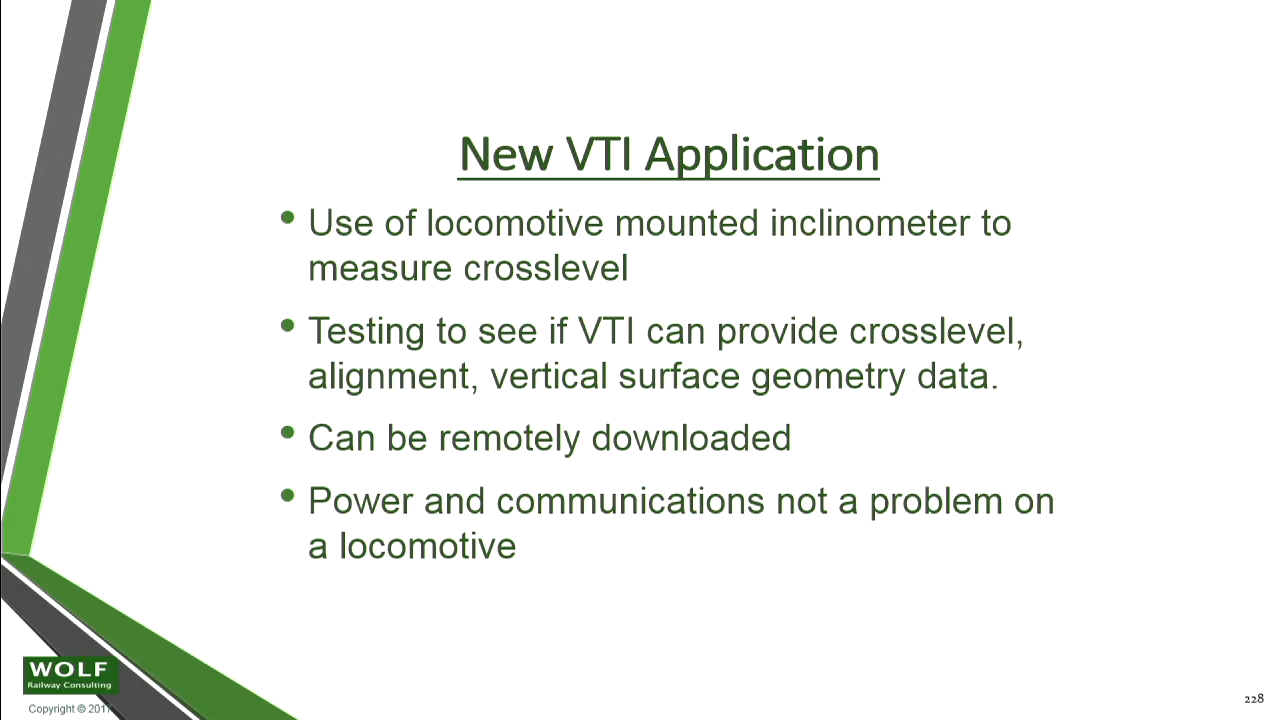 New VTI Application
• Use of locomotive mounted inclinometer to
measure crosslevel
• Testing to see if VTI can provide crosslevel,
alignment, vertical surface geometry data.
• Can be remotely downloaded
• Power and communications not a problem on
a locomotive
WOLF
Railway Consulting
Copyright ©
228